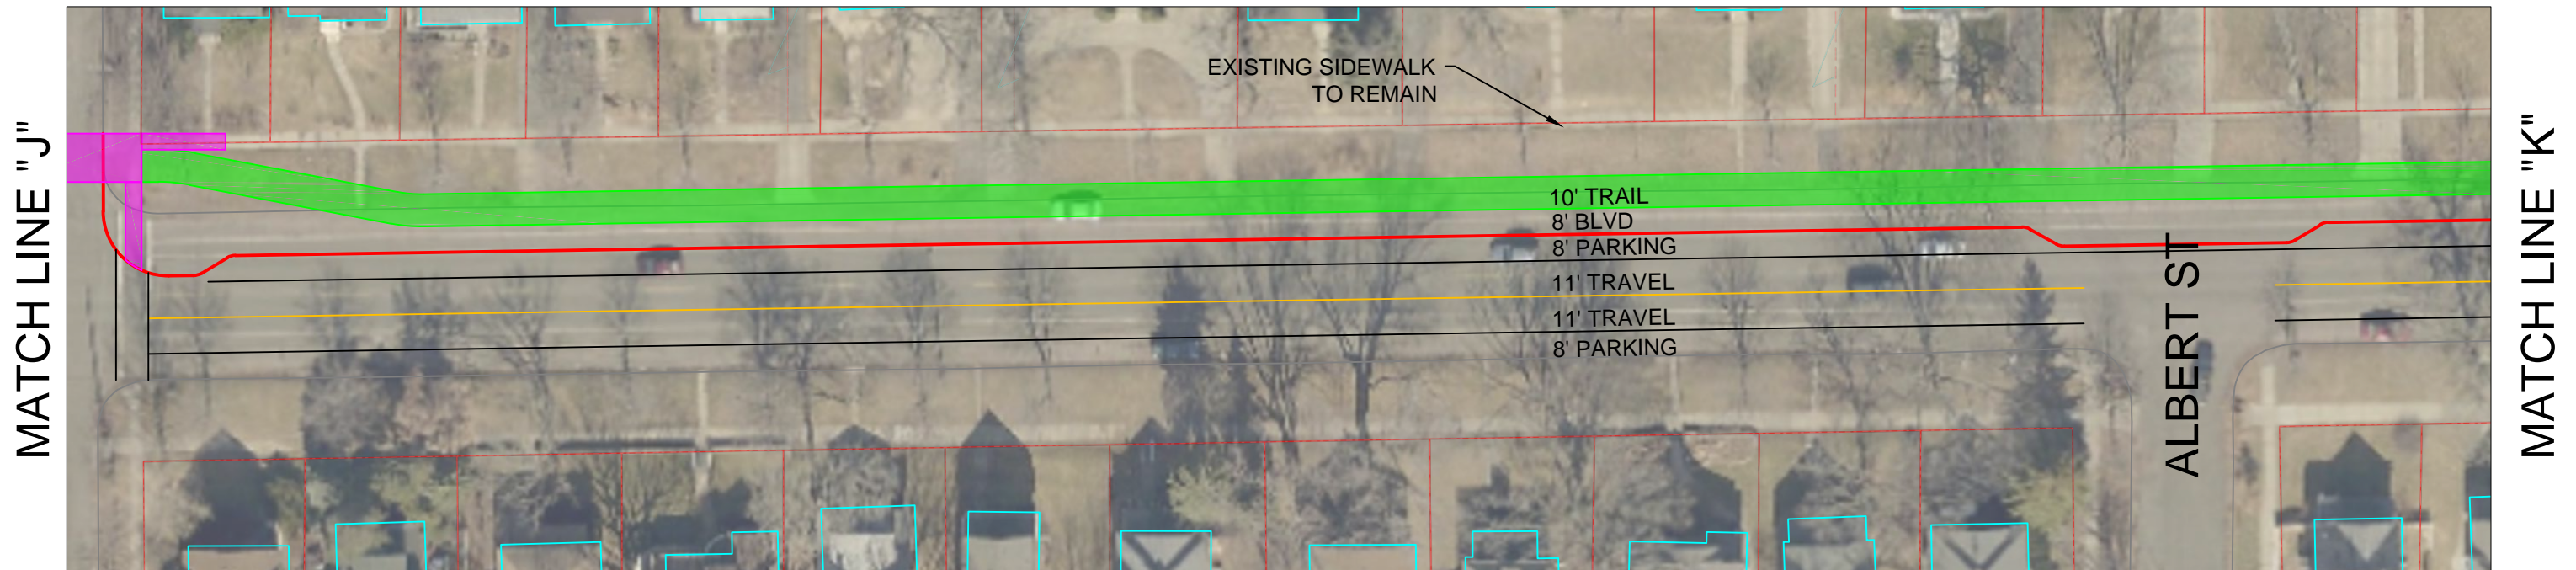 MATCH LINE "J"
EXISTING SIDEWALK
TO REMAIN
10' TRAIL
8' BLVD
8' PARKING
11' TRAVEL
11' TRAVEL
8' PARKING
ALBERT ST
MATCH LINE "K"